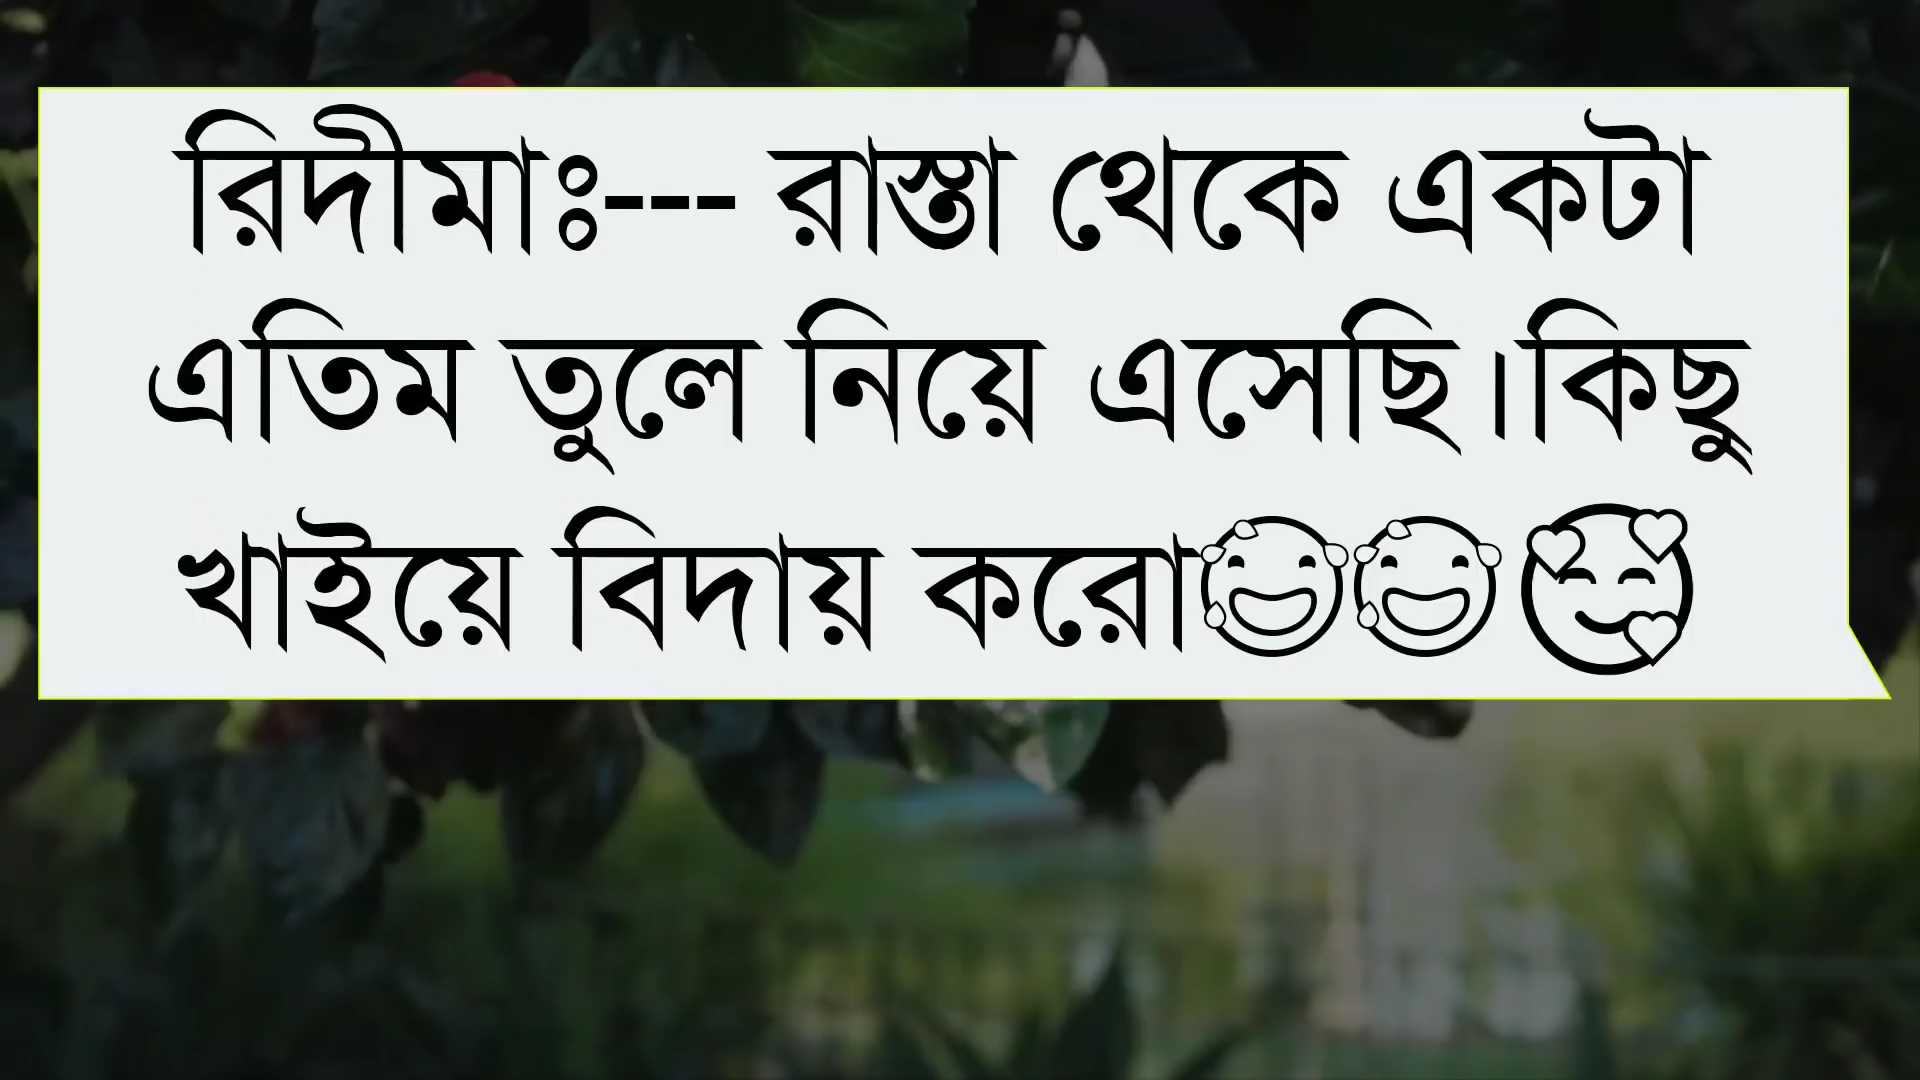 রিদীমাঃ--- রাস্তা থেকে একটা
এতিম তুলে নিয়ে এসেছি।কিছু
খাইয়ে বিদায় করো😅😅🥰